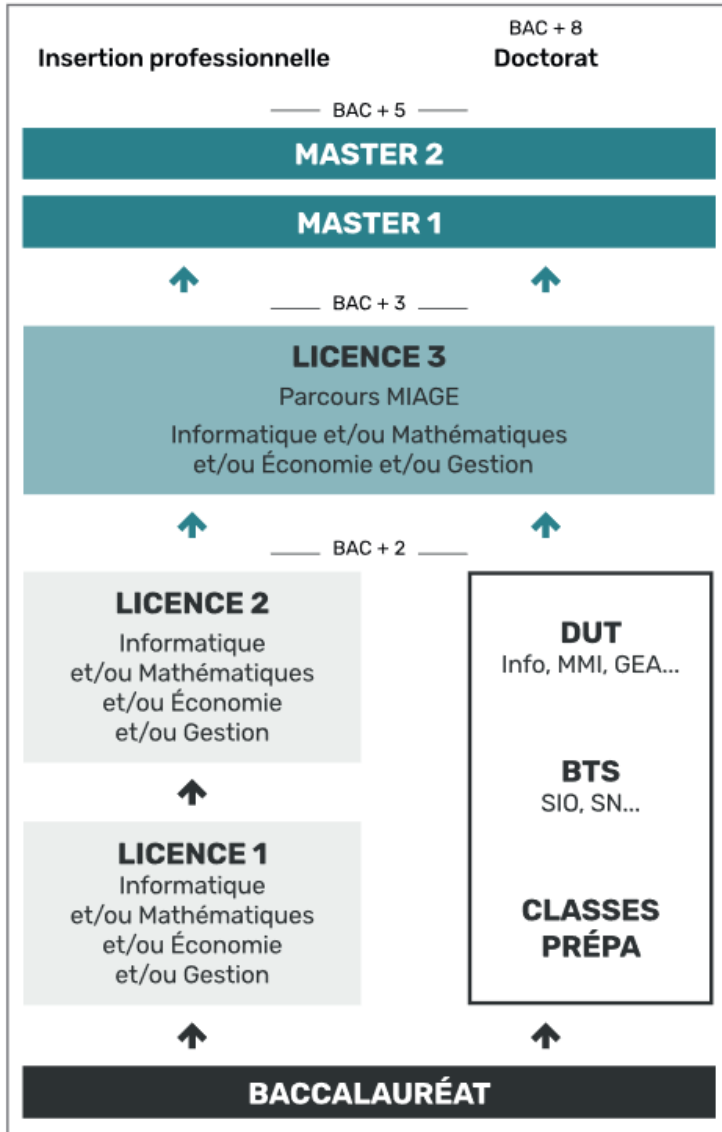 BAC + 8
Insertion professionnelle
Doctorat
BAC + 5
MASTER 2
MASTER 1
BAC + 3
LICENCE 3
Parcours MIAGE
Informatique et/ou Mathématiques
et/ou Économie et/ou Gestion
BAC + 2
LICENCE 2
Informatique
et/ou Mathématiques
et/ou Économie
et/ou Gestion
LICENCE 1
Informatique
et/ou Mathématiques
et/ou Économie
et/ou Gestion
DUT
Info, MMI, GEA...
BTS
SIO, SN...
CLASSES
PRÉPA
BACCALAURÉAT